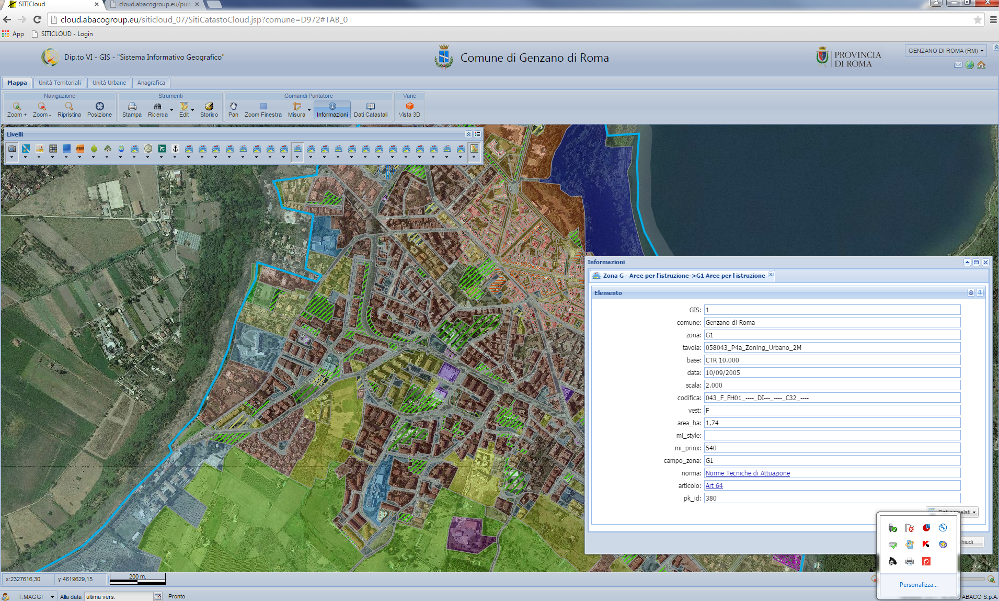 SITICloud
cloud.abacogroup.eu/pub
cloud.abacogroup.eu/siticloud_07/SitiCatastoCloud.jsp?comune=D972#TAB_0
App
SITICLOUD - Login
Dip.to VI - GIS - "Sistema Informativo Geografico"
Comune di Genzano di Roma
PROVINCIA
DI ROMA
GENZANO DI ROMA (RM)
Mappa
Unità Territoriali
Unità Urbane
Anagrafica
Navigazione
Strumenti
Comandi Puntatore
Varie
Zoom +
Zoom -
Ripristina
Posizione
Stampa
Ricerca
Edit
Storico
Pan
Zoom Finestra
Misura
Informazioni
Dati Catastali
Vista 3D
Livelli
PTPR
Informazioni
Zona G - Aree per l'istruzione->G1 Aree per l istruzione
Elemento
GIS: 1
comune: Genzano di Roma
zona: G1
tavola: 058043_P4a_Zoning_Urbano_2M
base: CTR 10.000
data: 10/09/2005
scala: 2.000
codifica: 043_F_FH01_----_DI---_----_C32_----
vest: F
area_ha: 1,74
mi_style:
mi_prinx: 540
campo_zona: G1
norma: Norme Tecniche di Attuazione
articolo: Art 64
pk_id: 380
hiudi
Personalizza...
x:2327616,30
y:4619629,15
200 m.
T.MAGGI
Alla data
ultima vers.
Pronto
ABACO S.p.A.